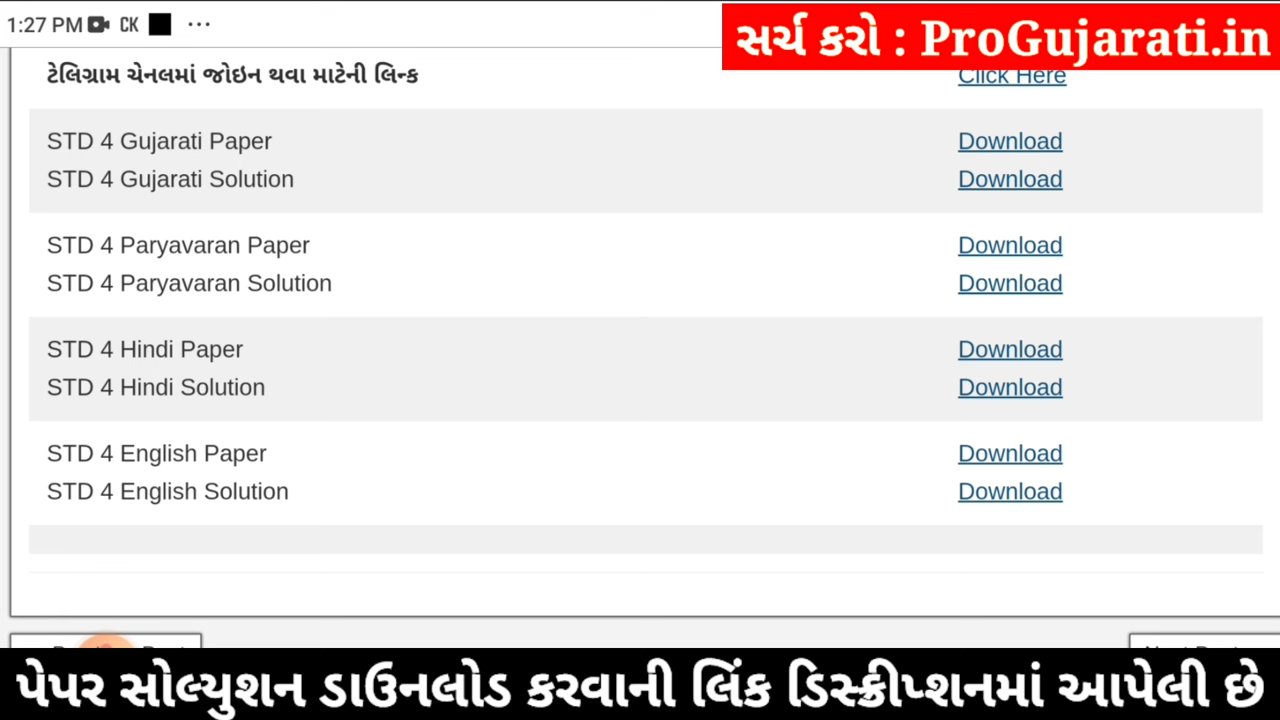 1:27 PM CK ...
સર્ચ કરો : ProGujarati.in
ટેલિગ્રામ ચેનલમાં જોઇન થવા માટેની લિન્ક Click Here
STD 4 Gujarati Paper Download
STD 4 Gujarati Solution Download
STD 4 Paryavaran Paper Download
STD 4 Paryavaran Solution Download
STD 4 Hindi Paper Download
STD 4 Hindi Solution Download
STD 4 English Paper Download
STD 4 English Solution Download
પેપર સોલ્યુશન ડાઉનલોડ કરવાની લિંક ડિસ્ક્રીપ્શનમાં આપેલી છે